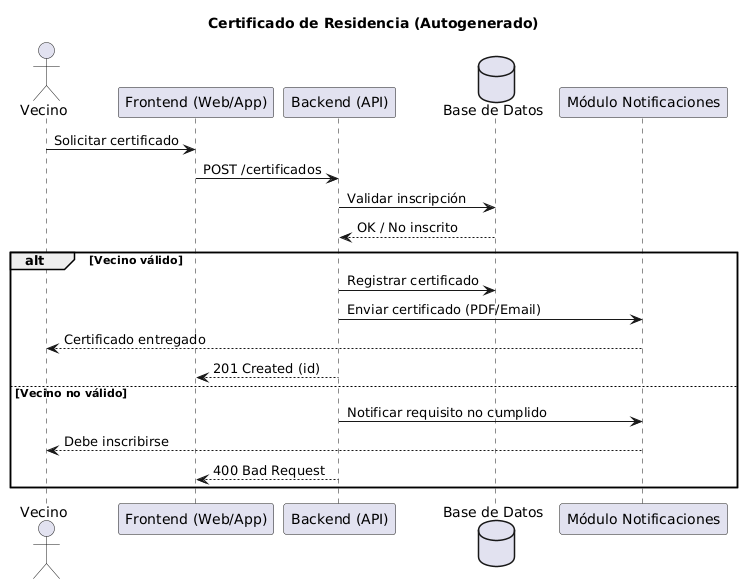 Certificado de Residencia (Autogenerado)
Vecino
Frontend (Web/App)
Backend (API)
Base de Datos
Módulo Notificaciones
Solicitar certificado
POST /certificados
Validar inscripción
OK / No inscrito
alt
[Vecino válido]
Registrar certificado
Enviar certificado (PDF/Email)
Certificado entregado
201 Created (id)
[Vecino no válido]
Notificar requisito no cumplido
Debe inscribirse
400 Bad Request
Vecino
Frontend (Web/App)
Backend (API)
Base de Datos
Módulo Notificaciones